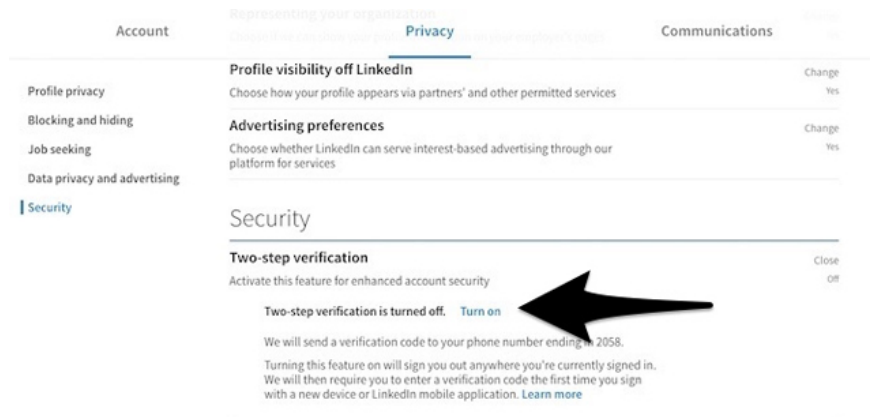 Representing your organization
Account
Privacy
Communications
Profile visibility off LinkedIn
Change
Choose how your profile appears via partners' and other permitted services
Yes
Profile privacy
Blocking and hiding
Job seeking
Data privacy and advertising
Security
Advertising preferences
Change
Choose whether LinkedIn can serve interest-based advertising through our
Yes
platform for services
Security
Two-step verification
Close
Activate this feature for enhanced account security
Off
Two-step verification is turned off. Turn on
We will send a verification code to your phone number ending 2058.
Turning this feature on will sign you out anywhere you're currently signed in.
We will then require you to enter a verification code the first time you sign
with a new device or LinkedIn mobile application. Learn more